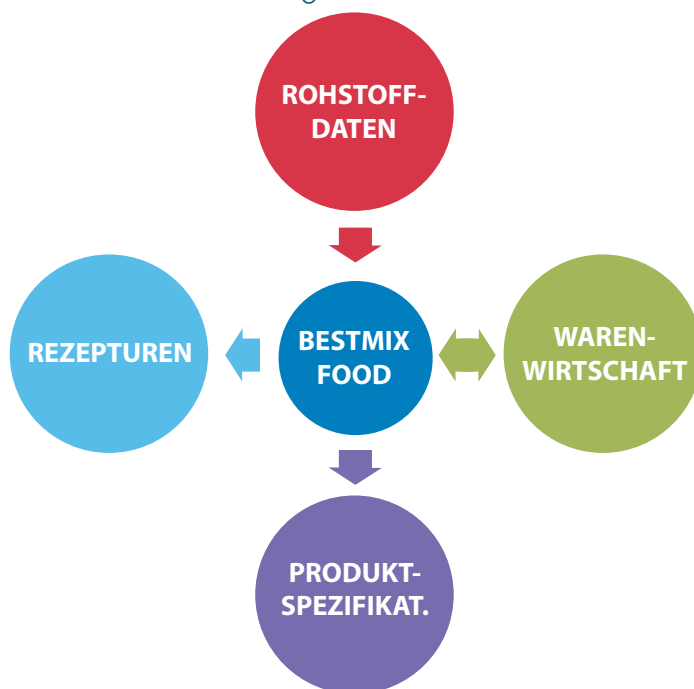 ROHSTOFF-
DATEN
REZEPTUREN
BESTMIX
FOOD
WAREN-
WIRTSCHAFT
PRODUKT-
SPEZIFIKAT.